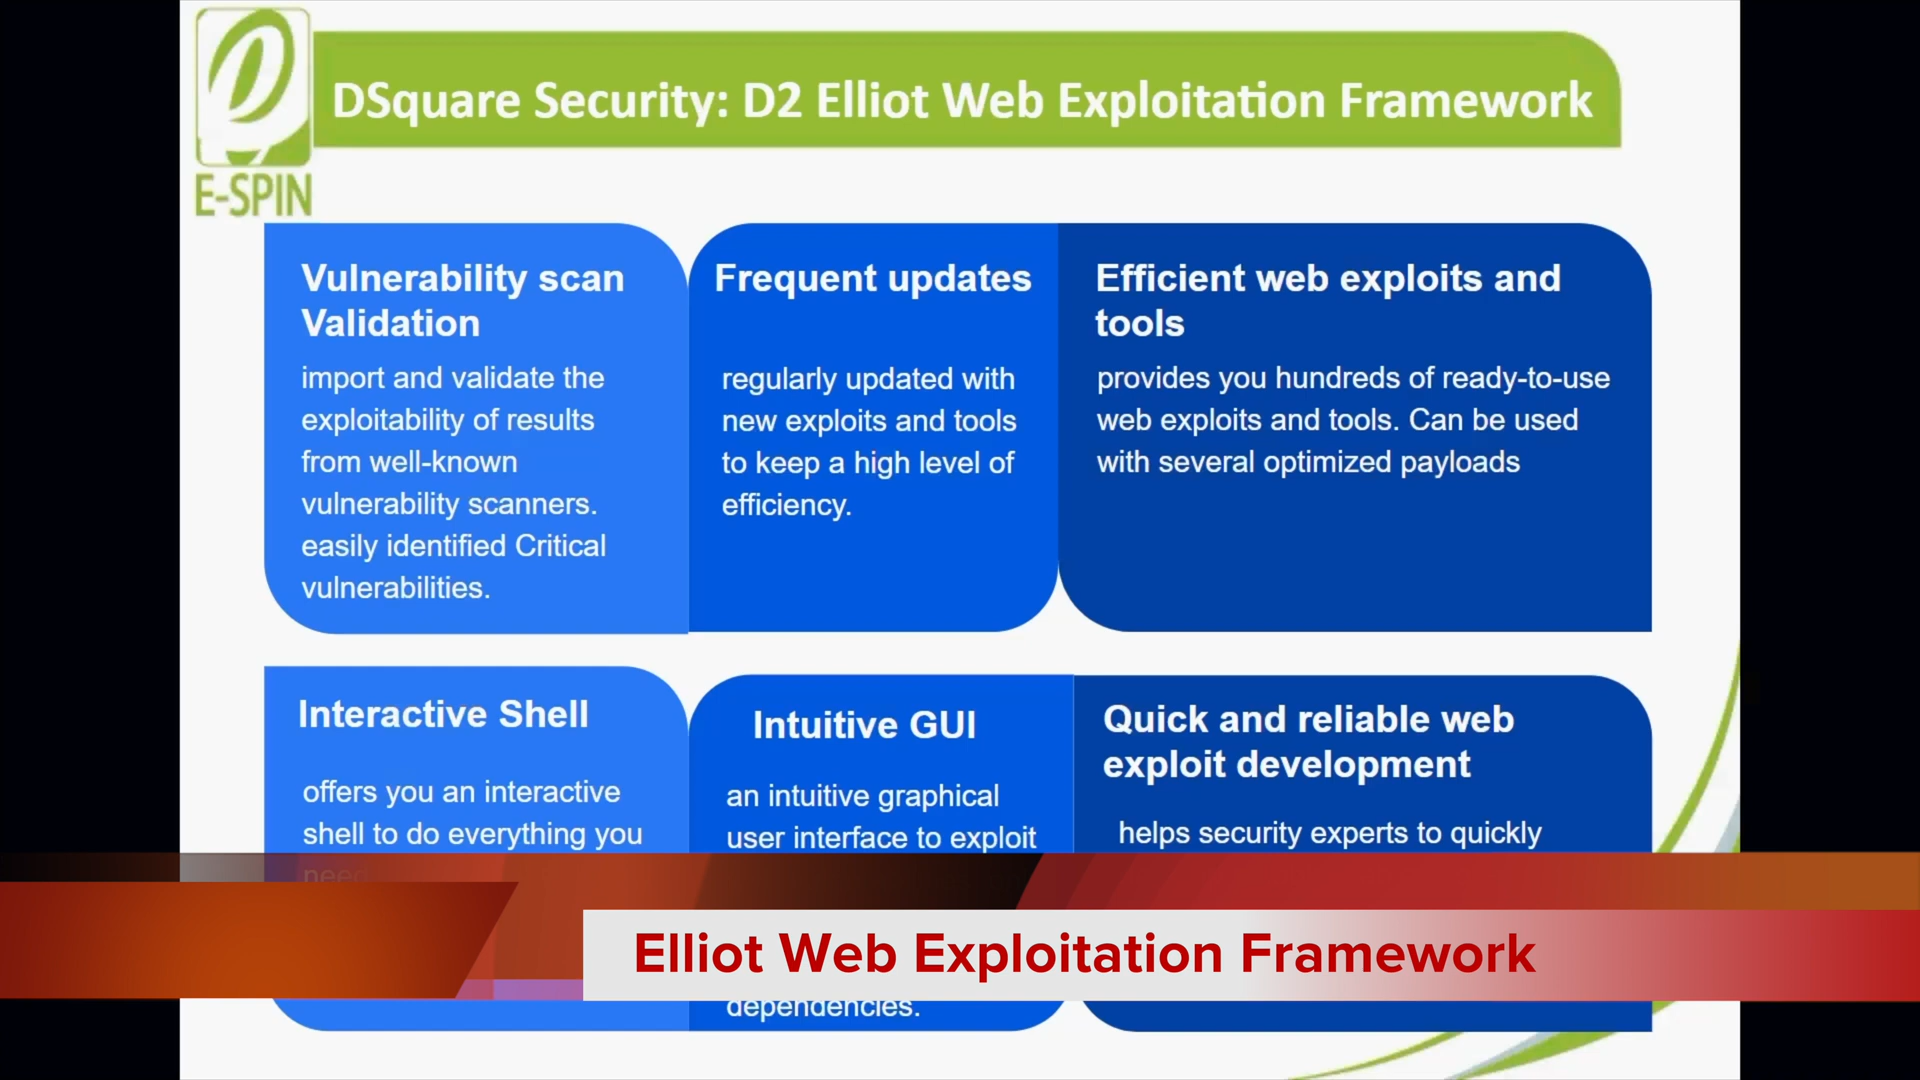 DSquare Security: D2 Elliot Web Exploitation Framework
E-SPIN
Vulnerability scan
Validation
import and validate the
exploitability of results
from well-known
vulnerability scanners.
easily identified Critical
vulnerabilities.
Frequent updates
regularly updated with
new exploits and tools
to keep a high level of
efficiency.
Efficient web exploits and
tools
provides you hundreds of ready-to-use
web exploits and tools. Can be used
with several optimized payloads
Interactive Shell
offers you an interactive
shell to do everything you
need
Intuitive GUI
an intuitive graphical
user interface to exploit
dependencies.
Quick and reliable web
exploit development
helps security experts to quickly
Elliot Web Exploitation Framework